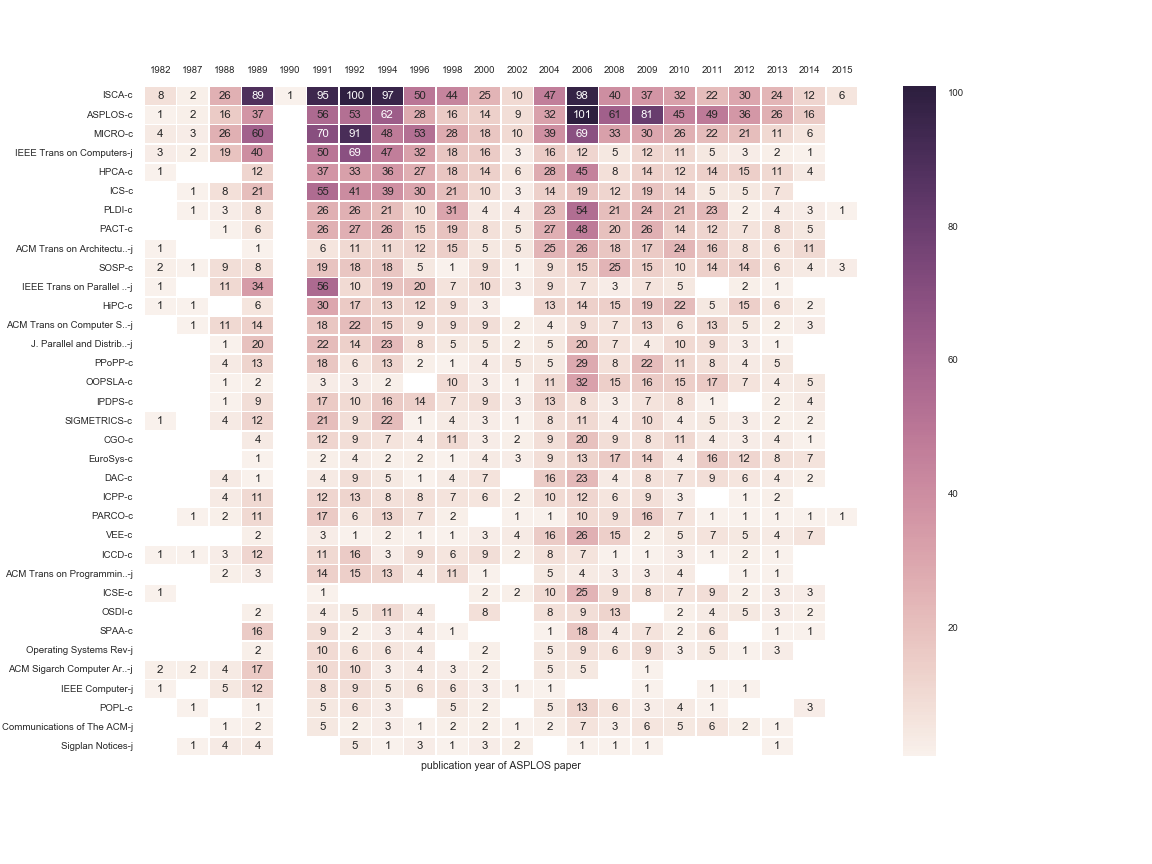 1982 1987 1988 1989 1990 1991 1992 1994 1996 1998 2000 2002 2004 2006 2008 2009 2010 2011 2012 2013 2014 2015
ISCA-c 8 2 26 89 1 95 100 97 50 44 25 10 47 98 40 37 32 22 30 24 12 6
100
ASPLOS-c 1 2 16 37 56 53 62 28 16 14 9 32 101 61 81 45 49 36 26 16
MICRO-c 4 3 26 60 70 91 48 53 28 18 10 39 69 33 30 26 22 21 11 6
IEEE Trans on Computers-j 3 2 19 40 50 69 47 32 18 16 3 16 12 5 12 11 5 3 2 1
HPCA-c 1 12 37 33 36 27 18 14 6 28 45 8 14 12 14 15 11 4
ICS-c 1 8 21 55 41 39 30 21 10 3 14 19 12 19 14 5 5 7
PLDI-c 1 3 8 26 26 21 10 31 4 4 23 54 21 24 21 23 2 4 3 1
80
PACT-c 1 6 26 27 26 15 19 8 5 27 48 20 26 14 12 7 8 5
ACM Trans on Architectu..-j 1 1 6 11 11 12 15 5 5 25 26 18 17 24 16 8 6 11
SOSP-c 2 1 9 8 19 18 18 5 1 9 1 9 15 25 15 10 14 14 6 4 3
IEEE Trans on Parallel ..-j 1 11 34 56 10 19 20 7 10 3 9 7 3 7 5 2 1
HiPC-c 1 1 6 30 17 13 12 9 3 13 14 15 19 22 5 15 6 2
ACM Trans on Computer S..-j 1 11 14 18 22 15 9 9 9 2 4 9 7 13 6 13 5 2 3
J. Parallel and Distrib..-j 1 20 22 14 23 8 5 5 2 5 20 7 4 10 9 3 1
60
PPoPP-c 4 13 18 6 13 2 1 4 5 5 29 8 22 11 8 4 5
OOPSLA-c 1 2 3 3 2 10 3 1 11 32 15 16 15 17 7 4 5
IPDPS-c 1 9 17 10 16 14 7 9 3 13 8 3 7 8 1 2 4
SIGMETRICS-c 1 4 12 21 9 22 1 4 3 1 8 11 4 10 4 5 3 2 2
CGO-c 4 12 9 7 4 11 3 2 9 20 9 8 11 4 3 4 1
EuroSys-c 1 2 4 2 2 1 4 3 9 13 17 14 4 16 12 8 7
DAC-c 4 1 4 9 5 1 4 7 16 23 4 8 7 9 6 4 2
40
ICPP-c 4 11 12 13 8 8 7 6 2 10 12 6 9 3 1 2
PARCO-c 1 2 11 17 6 13 7 2 1 1 10 9 16 7 1 1 1 1 1
VEE-c 2 3 1 2 1 1 3 4 16 26 15 2 5 7 5 4 7
ICCD-c 1 1 3 12 11 16 3 9 6 9 2 8 7 1 1 3 1 2 1
ACM Trans on Programmin..-j 2 3 14 15 13 4 11 1 5 4 3 3 4 1 1
ICSE-c 1 1 2 2 10 25 9 8 7 9 2 3 3
OSDI-c 2 4 5 11 4 8 8 9 13 2 4 5 3 2
20
SPAA-c 16 9 2 3 4 1 1 18 4 7 2 6 1 1
Operating Systems Rev-j 2 10 6 6 4 2 5 9 6 9 3 5 1 3
ACM Sigarch Computer Ar..-j 2 2 4 17 10 10 3 4 3 2 5 5 1
IEEE Computer-j 1 5 12 8 9 5 6 6 3 1 1 1 1 1
POPL-c 1 1 5 6 3 5 2 5 13 6 3 4 1 3
Communications of The ACM-j 1 2 5 2 3 1 2 2 1 2 7 3 6 5 6 2 1
Sigplan Notices-j 1 4 4 5 1 3 1 3 2 1 1 1 1
publication year of ASPLOS paper